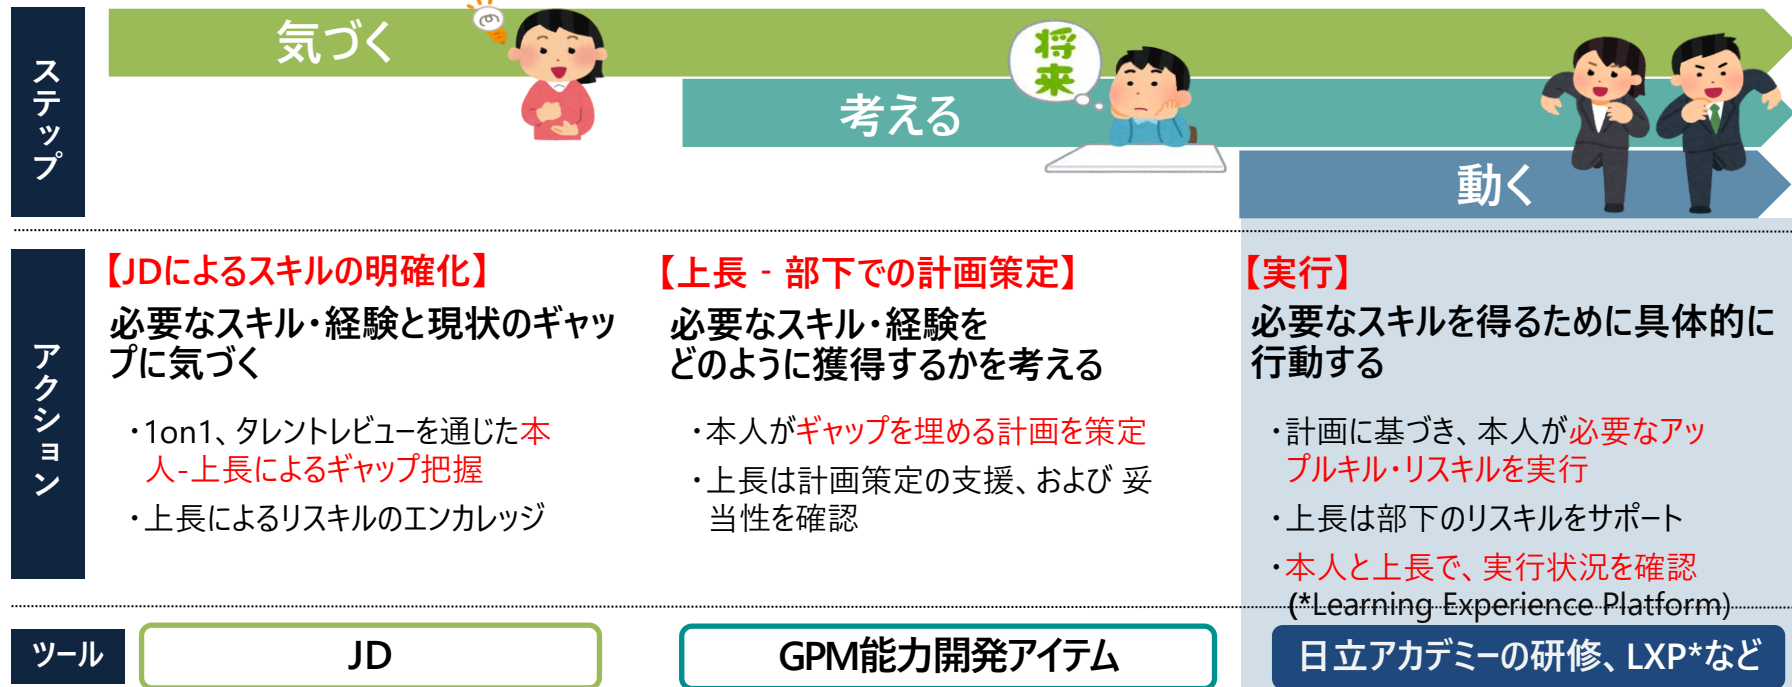 ステップ
気づく
将来
考える
動く
アクション
【JDによるスキルの明確化】
必要なスキル・経験と現状のギャッ
プに気づく
・1on1、タレントレビューを通じた本
人-上長によるギャップ把握
・上長によるリスキルのエンカレッジ
【上長 - 部下での計画策定】
必要なスキル・経験を
どのように獲得するかを考える
・本人がギャップを埋める計画を策定
・上長は計画策定の支援、および 妥
当性を確認
【実行】
必要なスキルを得るために具体的に
行動する
・計画に基づき、本人が必要なアッ
プルキル・リスキルを実行
・上長は部下のリスキルをサポート
・本人と上長で、実行状況を確認
(*Learning Experience Platform)
ツール
JD
GPM能力開発アイテム
日立アカデミーの研修、LXP*など